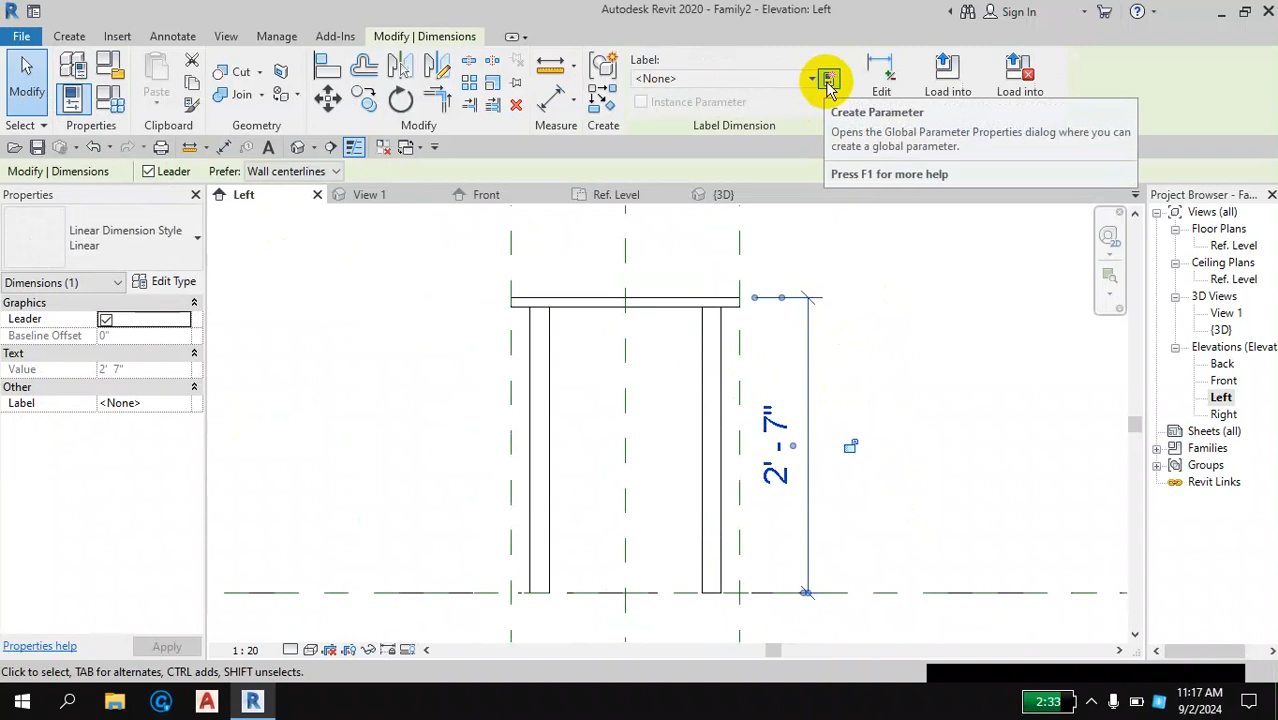 Autodesk Revit 2020 - Family2 - Elevation: Left
Sign In
File Create Insert Annotate View Manage Add-Ins Modify | Dimensions
Modify
Paste
Cut
Join
Label:
<None>
Instance Parameter
Edit
Load into
Load into
Select Properties Clipboard Geometry Modify Measure Create Label Dimension
Create Parameter
Opens the Global Parameter Properties dialog where you can
create a global parameter.
Press F1 for more help
Modify | Dimensions Leader Prefer: Wall centerlines
Properties
Left View 1 Front Ref. Level {3D}
Linear Dimension Style
Linear
Dimensions (1) Edit Type
Graphics
Leader
Baseline Offset 0"
Text
Value 2' 7"
Other
Label <None>
Properties help Apply
2D
2' - 7"
Project Browser - Fa
Views (all)
Floor Plans
Ref. Level
Ceiling Plans
Ref. Level
3D Views
View 1
{3D}
Elevations (Elevat
Back
Front
Left
Right
Sheets (all)
Families
Groups
Revit Links
1 : 20
Click to select, TAB for alternates, CTRL adds, SHIFT unselects.
2:33
11:17 AM
9/2/2024